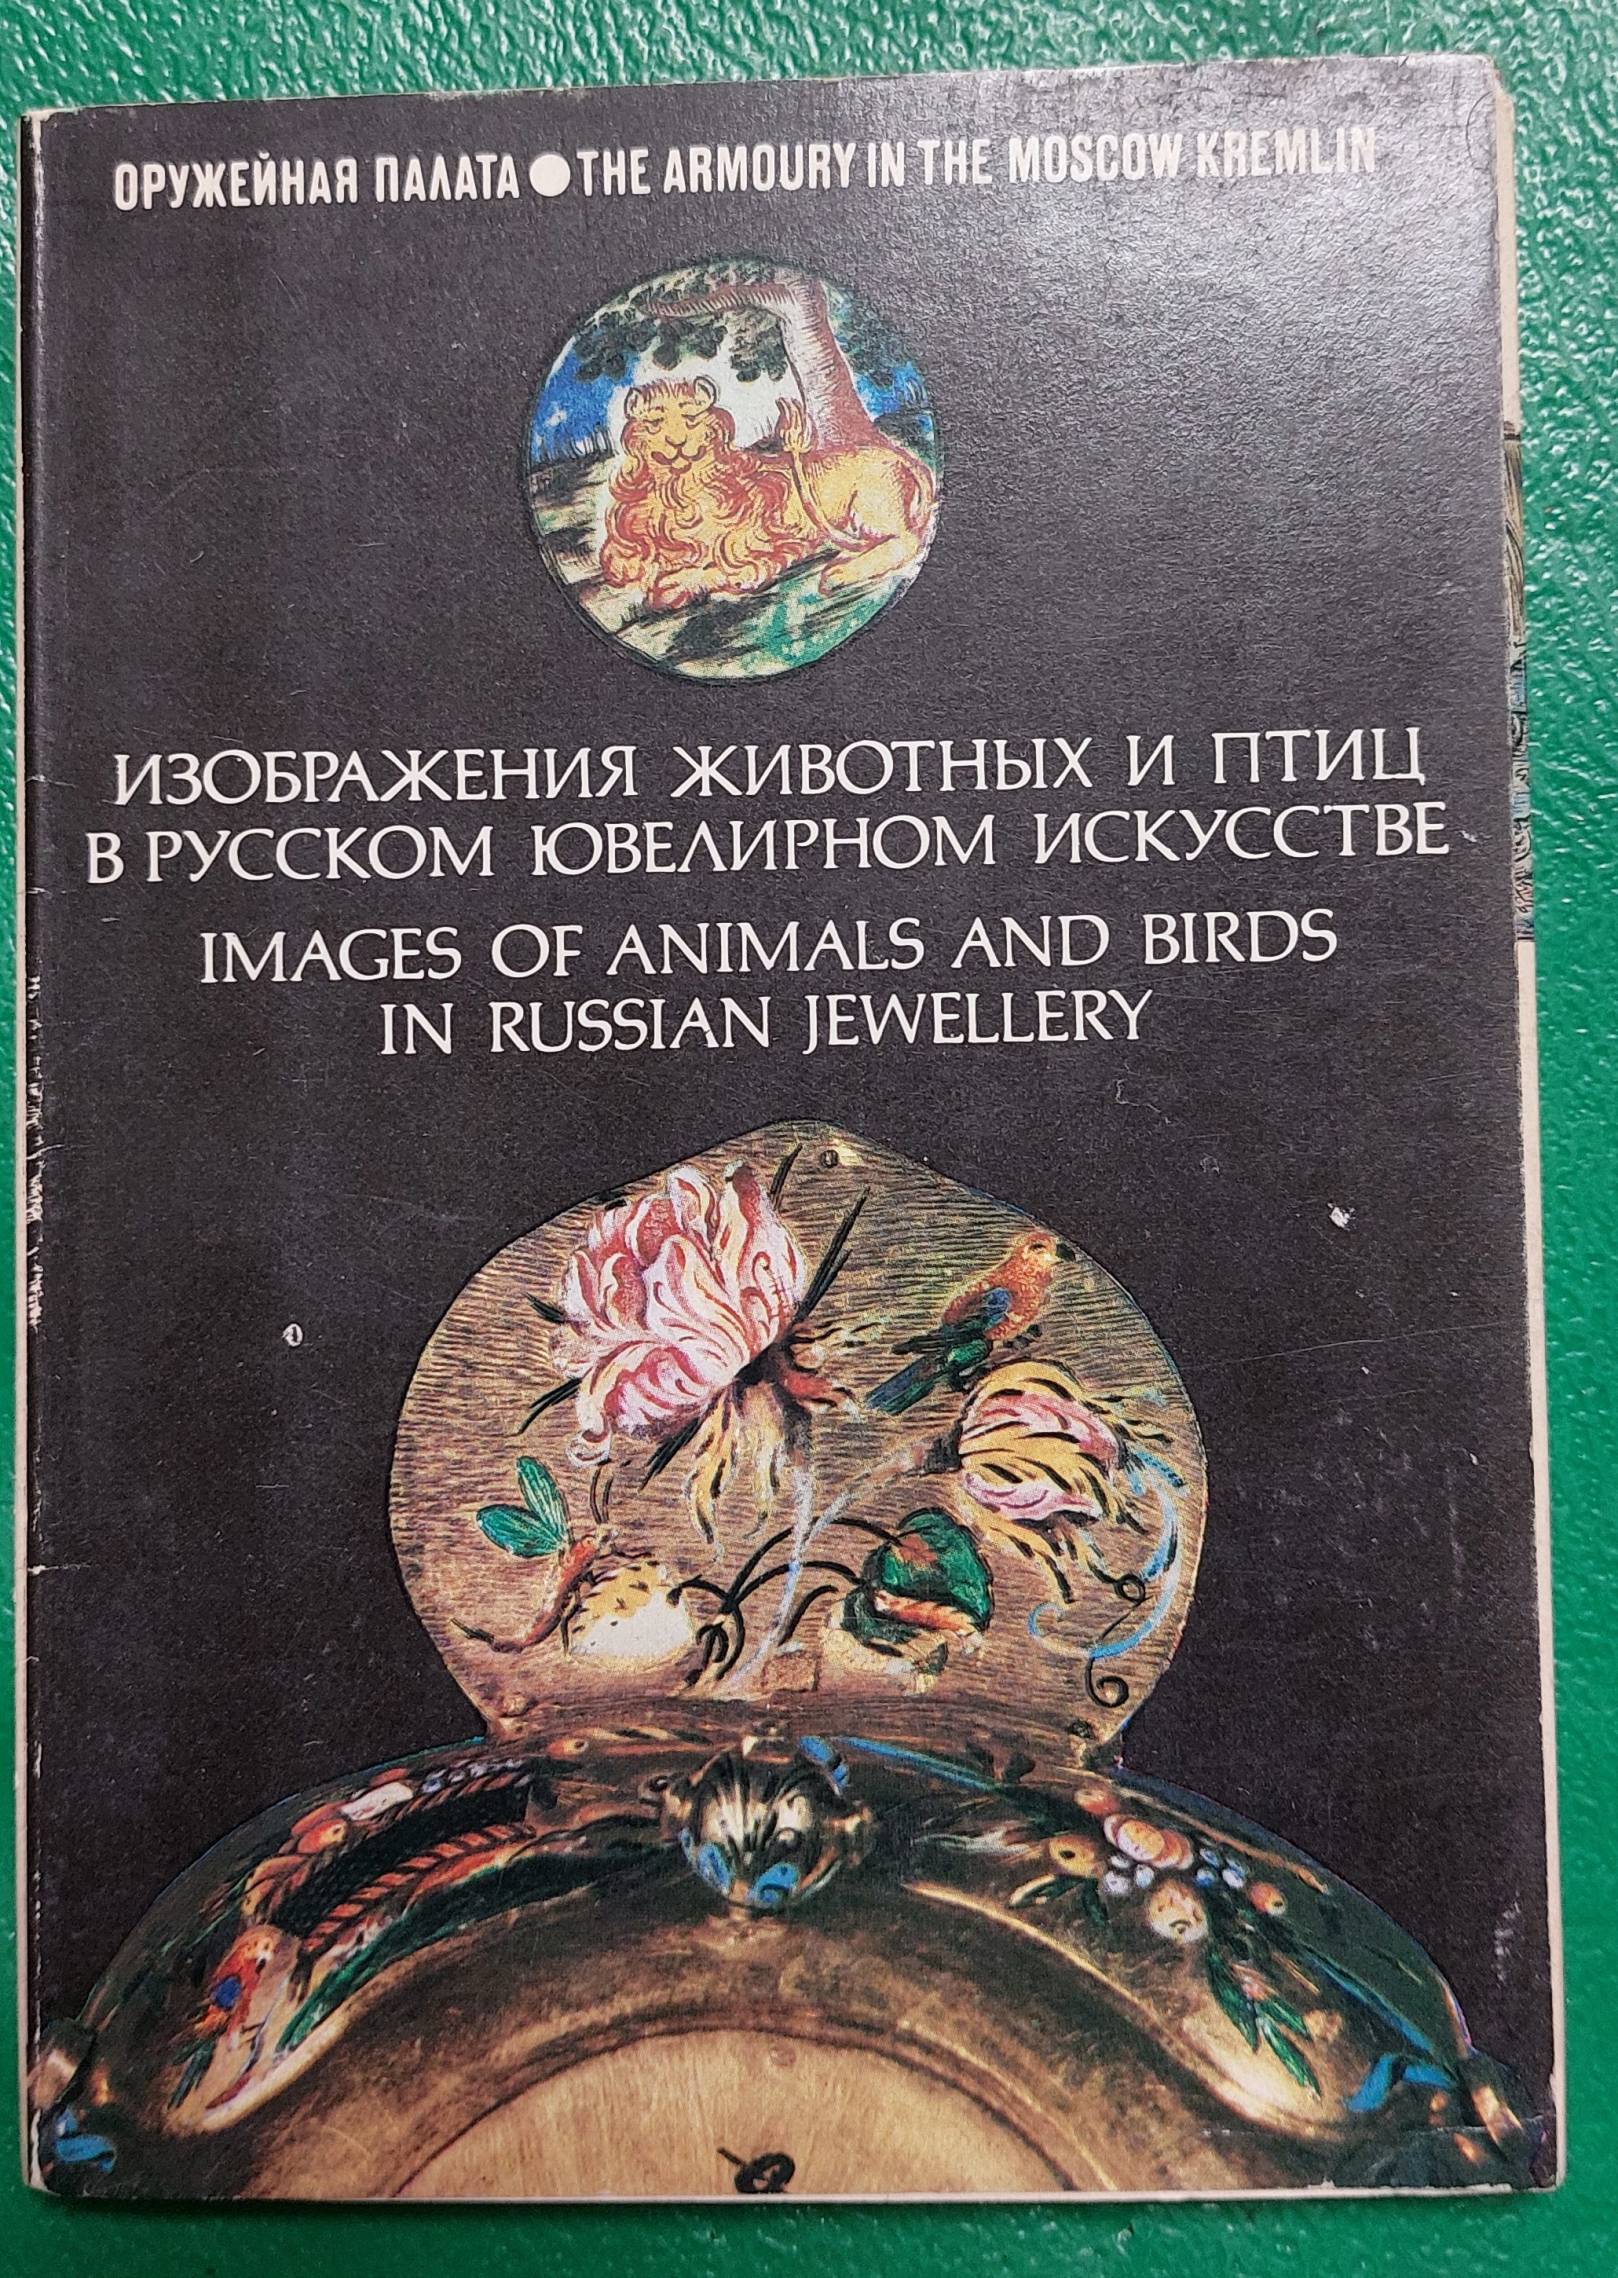 ОРУЖЕЙНАЯ ПАЛАТА ● THE ARMOURY IN THE MOSCOW KREMLIN
ИЗОБРАЖЕНИЯ ЖИВОТНЫХ И ПТИЦ
В РУССКОМ ЮВЕЛИРНОМ ИСКУССТВЕ
IMAGES OF ANIMALS AND BIRDS
IN RUSSIAN JEWELLERY